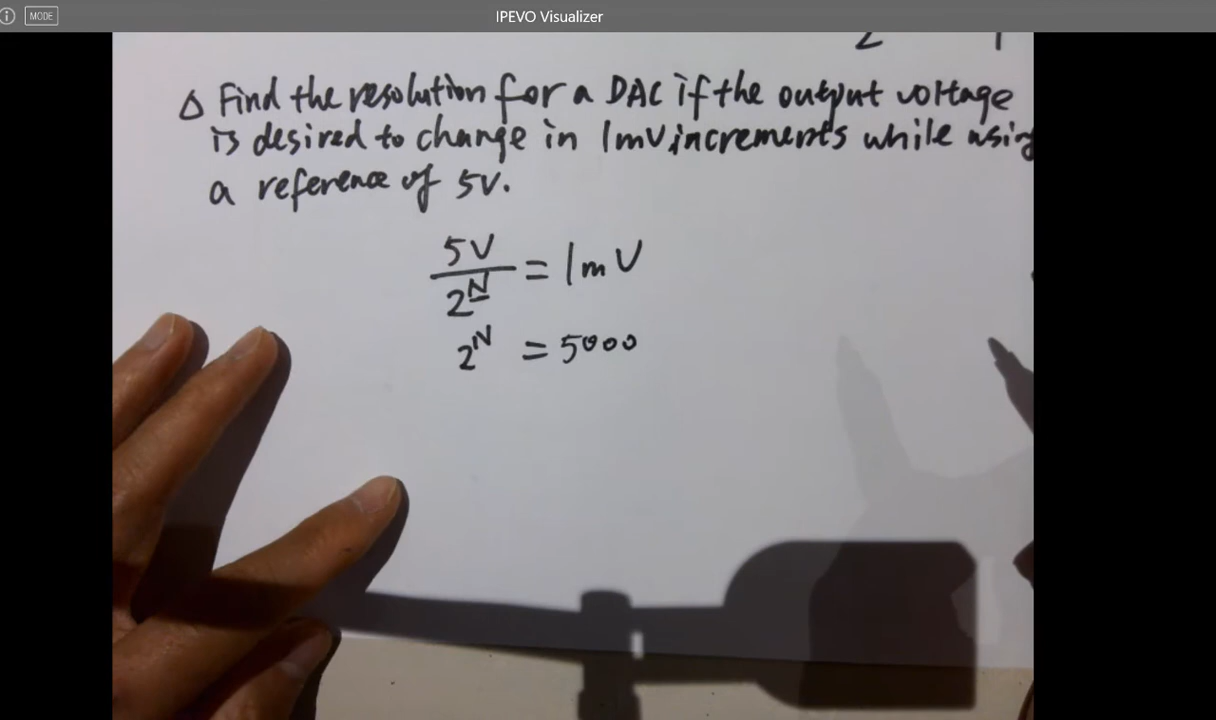 MODE
IPEVO Visualizer
Δ Find the resolution for a DAC if the output voltage
is desired to change in 1mV increments while using
a reference of 5V.
5V
2^N = 1mV
2^N = 5000